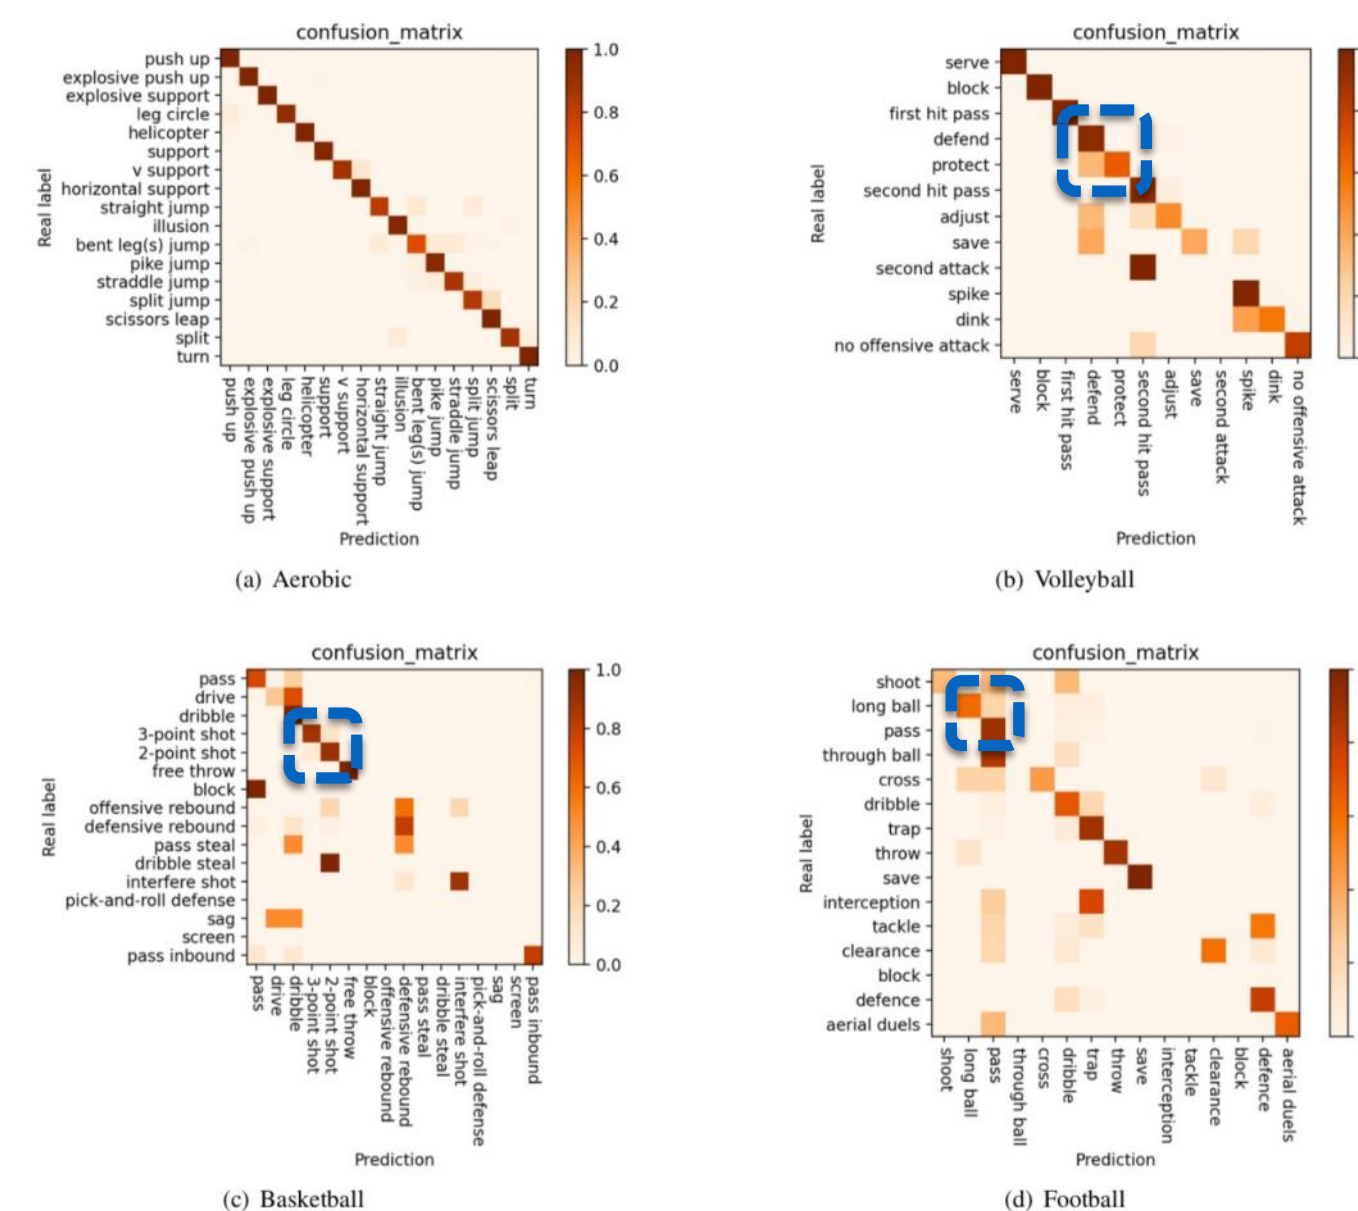 confusion_matrix
push up
explosive push up
explosive support
leg circle
helicopter
support
v support
horizontal support
straight jump
illusion
bent leg(s) jump
pike jump
straddle jump
split jump
scissors leap
split
turn
Real label
1.0
0.8
0.6
0.4
0.2
0.0
push up
explosive push up
explosive support
leg circle
helicopter
support
v support
horizontal support
straight jump
illusion
bent leg(s) jump
pike jump
straddle jump
split jump
scissors leap
split
turn
Prediction
(a) Aerobic
confusion_matrix
serve
block
first hit pass
defend
protect
second hit pass
adjust
save
second attack
spike
dink
no offensive attack
Real label
serve
block
first hit pass
defend
protect
second hit pass
adjust
save
second attack
spike
dink
no offensive attack
Prediction
(b) Volleyball
confusion_matrix
pass
drive
dribble
3-point shot
2-point shot
free throw
block
offensive rebound
defensive rebound
pass steal
dribble steal
interfere shot
pick-and-roll defense
sag
screen
pass inbound
Real label
1.0
0.8
0.6
0.4
0.2
0.0
pass
drive
dribble
3-point shot
2-point shot
free throw
block
offensive rebound
defensive rebound
pass steal
dribble steal
interfere shot
pick-and-roll defense
sag
screen
pass inbound
Prediction
(c) Basketball
confusion_matrix
shoot
long ball
pass
through ball
cross
dribble
trap
throw
save
interception
tackle
clearance
block
defence
aerial duels
Real label
shoot
long ball
pass
through ball
cross
dribble
trap
throw
save
interception
tackle
clearance
block
defence
aerial duels
Prediction
(d) Football